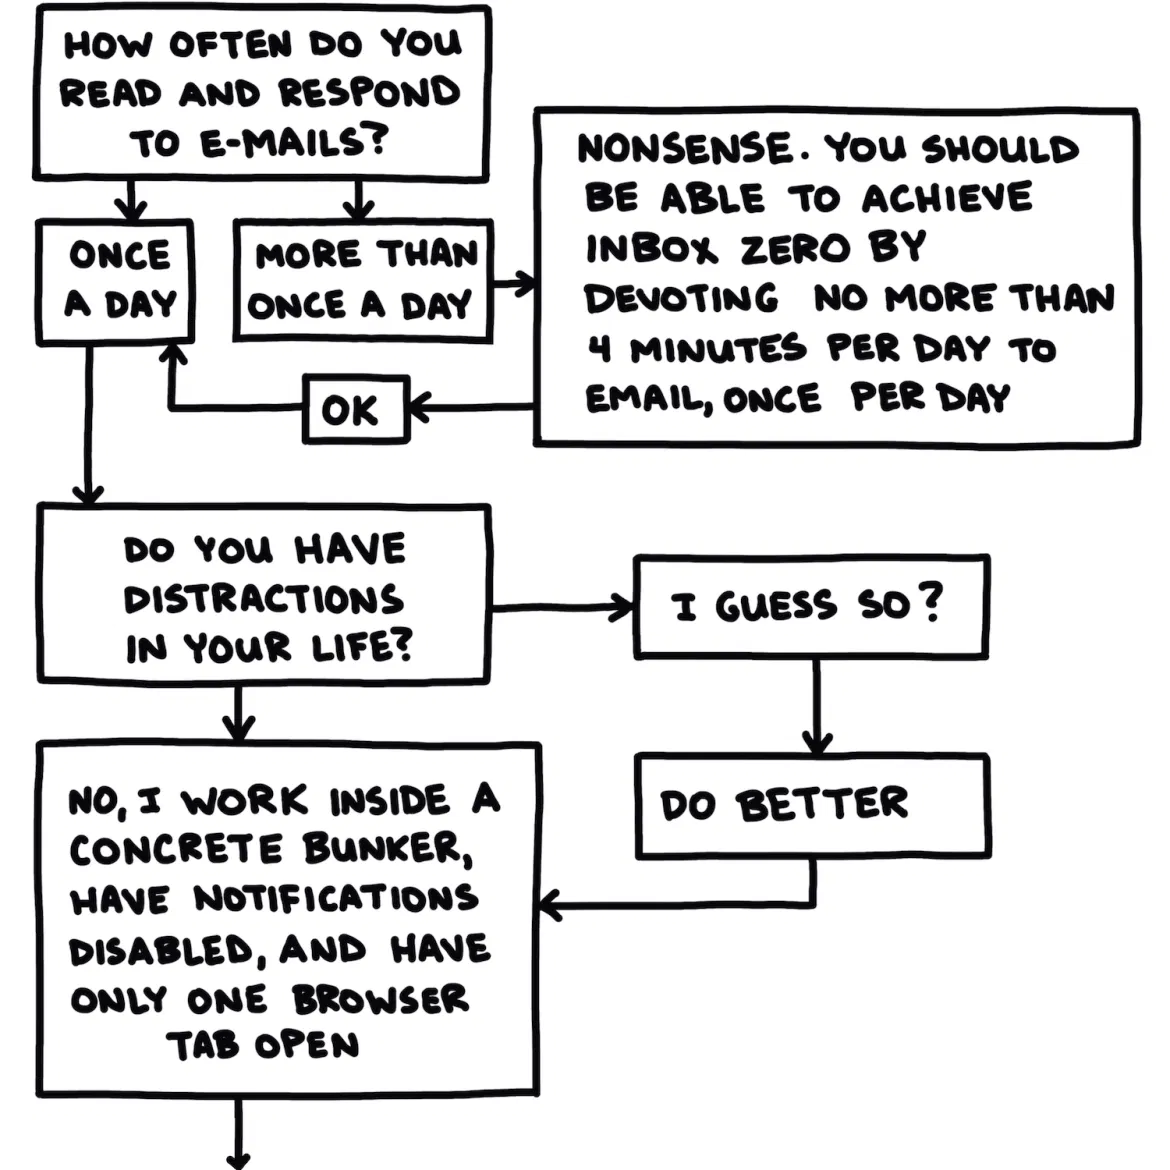 HOW OFTEN DO YOU
READ AND RESPOND
TO E-MAILS?
ONCE
A DAY
MORE THAN
ONCE A DAY
NONSENSE. YOU SHOULD
BE ABLE TO ACHIEVE
INBOX ZERO BY
DEVOTING NO MORE THAN
4 MINUTES PER DAY TO
EMAIL, ONCE PER DAY
OK
DO YOU HAVE
DISTRACTIONS
IN YOUR LIFE?
I GUESS SO?
DO BETTER
NO, I WORK INSIDE A
CONCRETE BUNKER,
HAVE NOTIFICATIONS
DISABLED, AND HAVE
ONLY ONE BROWSER
TAB OPEN